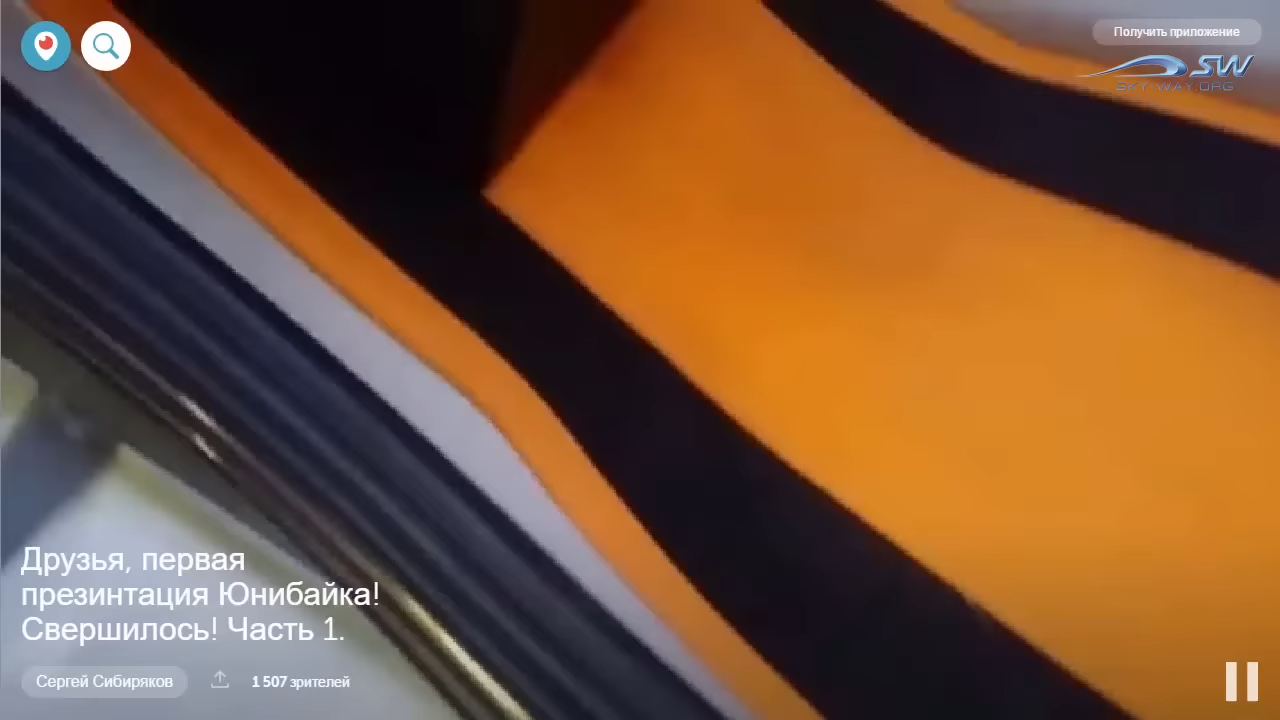 Получить приложение
SW
SKY-WAY.ORG
Друзья, первая
презинтация Юнибайка!
Свершилось! Часть 1.
Сергей Сибиряков
1 507 зрителей